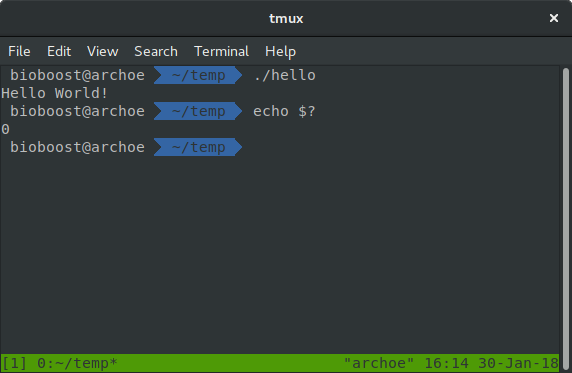 tmux ×
File Edit View Search Terminal Help
bioboost@archoe ~/temp ./hello
Hello World!
bioboost@archoe ~/temp echo $?
0
bioboost@archoe ~/temp
[1] 0:~/temp* "archoe" 16:14 30-Jan-18